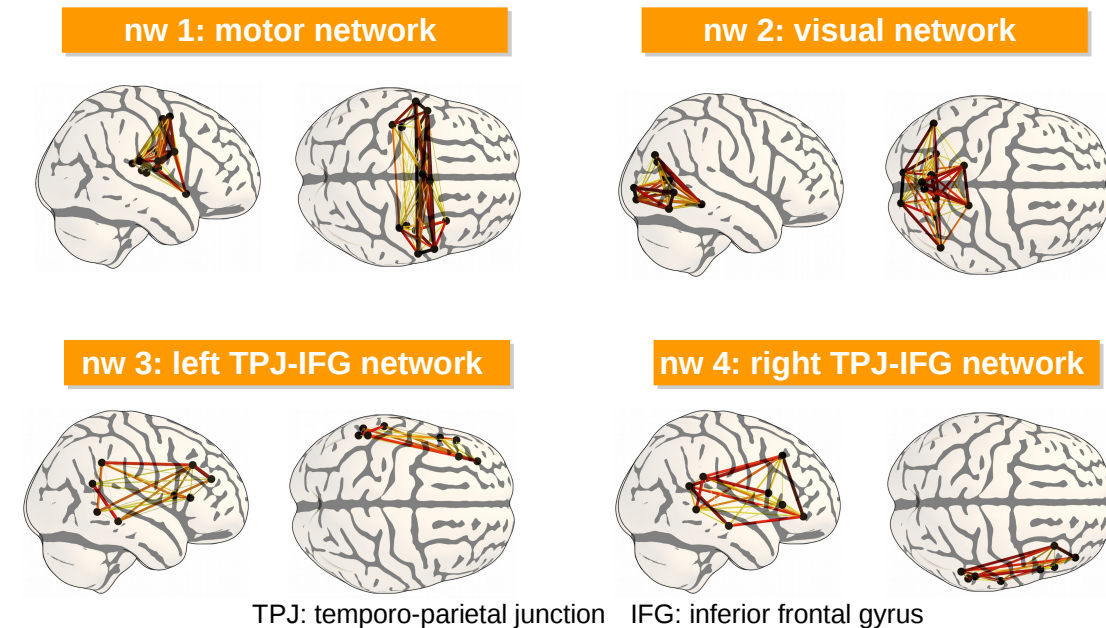 nw 1: motor network
nw 2: visual network
nw 3: left TPJ-IFG network
nw 4: right TPJ-IFG network
TPJ: temporo-parietal junction IFG: inferior frontal gyrus